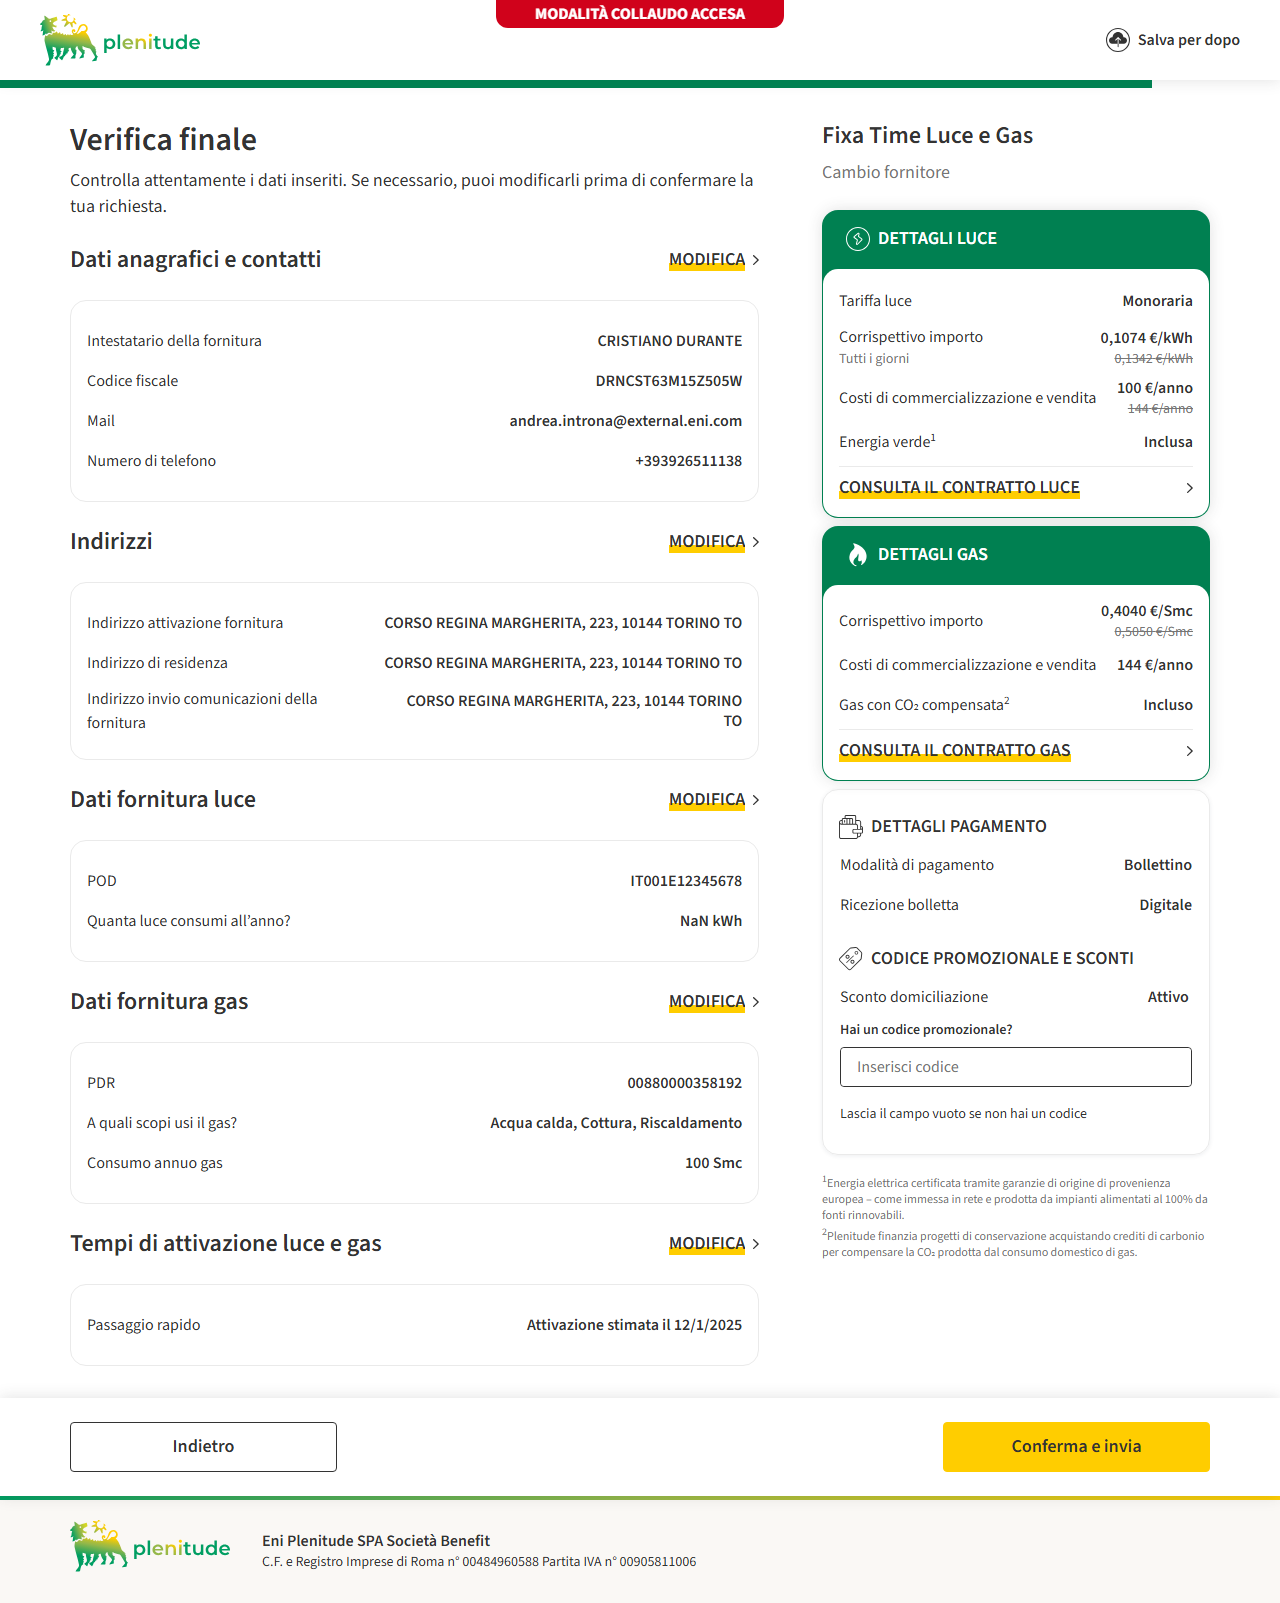 MODALITÀ COLLAUDO ACCESA
plenitude
Salva per dopo
Verifica finale
Controlla attentamente i dati inseriti. Se necessario, puoi modificarli prima di confermare la
tua richiesta.
Dati anagrafici e contatti
MODIFICA
Intestatario della fornitura
CRISTIANO DURANTE
Codice fiscale
DRNCST63M15Z505W
Mail
andrea.introna@external.eni.com
Numero di telefono
+393926511138
Indirizzi
MODIFICA
Indirizzo attivazione fornitura
CORSO REGINA MARGHERITA, 223, 10144 TORINO TO
Indirizzo di residenza
CORSO REGINA MARGHERITA, 223, 10144 TORINO TO
Indirizzo invio comunicazioni della
fornitura
CORSO REGINA MARGHERITA, 223, 10144 TORINO
TO
Dati fornitura luce
MODIFICA
POD
IT001E12345678
Quanta luce consumi all’anno?
NaN kWh
Dati fornitura gas
MODIFICA
PDR
00880000358192
A quali scopi usi il gas?
Acqua calda, Cottura, Riscaldamento
Consumo annuo gas
100 Smc
Tempi di attivazione luce e gas
MODIFICA
Passaggio rapido
Attivazione stimata il 12/1/2025
Fixa Time Luce e Gas
Cambio fornitore
DETTAGLI LUCE
Tariffa luce
Monoraria
Corrispettivo importo
0,1074 €/kWh
Tutti i giorni
0,1342 €/kWh
Costi di commercializzazione e vendita
100 €/anno
144 €/anno
Energia verde¹
Inclusa
CONSULTA IL CONTRATTO LUCE
DETTAGLI GAS
Corrispettivo importo
0,4040 €/Smc
0,5050 €/Smc
Costi di commercializzazione e vendita
144 €/anno
Gas con CO₂ compensata²
Incluso
CONSULTA IL CONTRATTO GAS
DETTAGLI PAGAMENTO
Modalità di pagamento
Bollettino
Ricezione bolletta
Digitale
CODICE PROMOZIONALE E SCONTI
Sconto domiciliazione
Attivo
Hai un codice promozionale?
Inserisci codice
Lascia il campo vuoto se non hai un codice
¹Energia elettrica certificata tramite garanzie di origine di provenienza
europea – come immessa in rete e prodotta da impianti alimentati al 100% da
fonti rinnovabili.
²Plenitude finanzia progetti di conservazione acquistando crediti di carbonio
per compensare la CO₂ prodotta dal consumo domestico di gas.
Indietro
Conferma e invia
plenitude
Eni Plenitude SPA Società Benefit
C.F. e Registro Imprese di Roma n° 00484960588 Partita IVA n° 00905811006